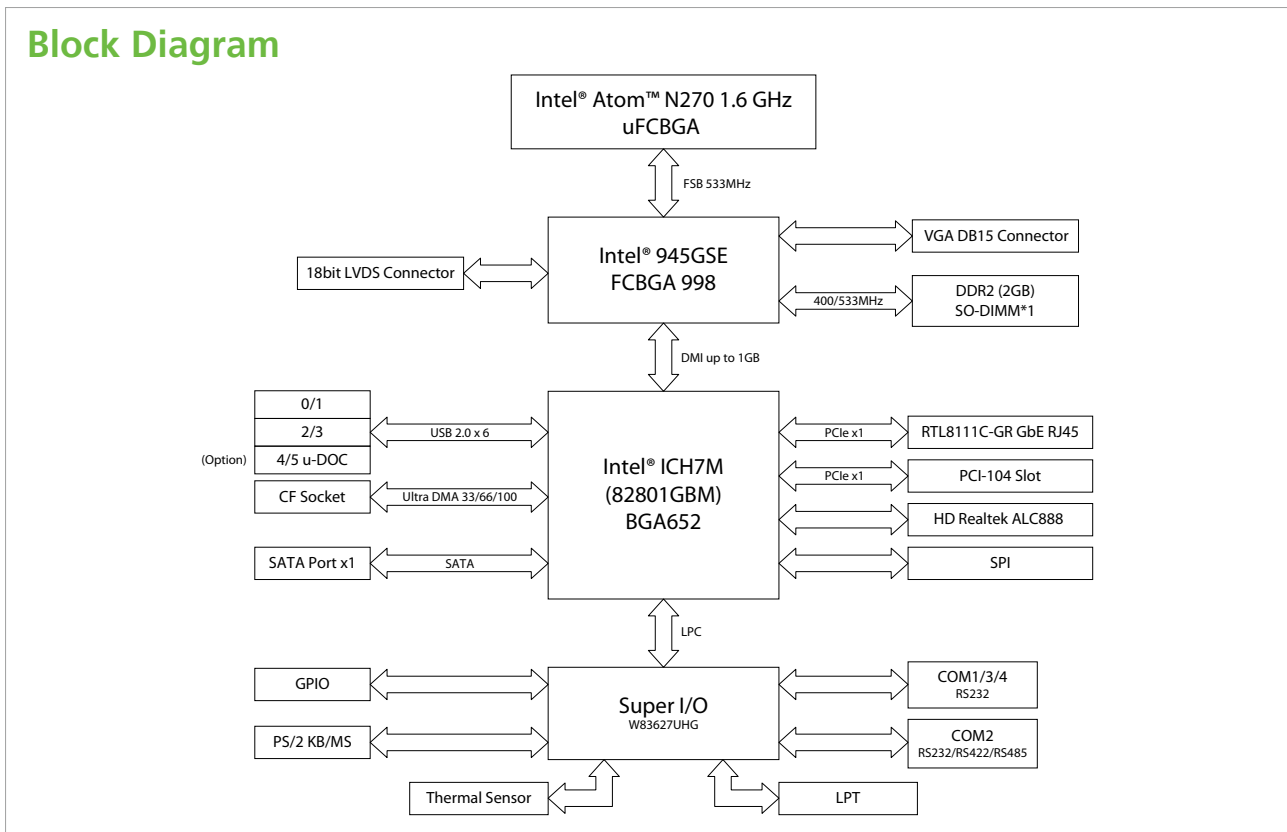 Block Diagram
Intel® Atom™ N270 1.6 GHz
uFCBGA
FSB 533MHz
Intel® 945GSE
FCBGA 998
18bit LVDS Connector
VGA DB15 Connector
400/533MHz
DDR2 (2GB)
SO-DIMM*1
DMI up to 1GB
Intel® ICH7M
(82801GBM)
BGA652
0/1
2/3
(Option)
4/5 u-DOC
USB 2.0 x 6
CF Socket
Ultra DMA 33/66/100
SATA Port x1
SATA
PCIe x1
RTL8111C-GR GbE RJ45
PCIe x1
PCI-104 Slot
HD Realtek ALC888
SPI
LPC
Super I/O
W83627UHG
GPIO
PS/2 KB/MS
COM1/3/4
RS232
COM2
RS232/RS422/RS485
Thermal Sensor
LPT